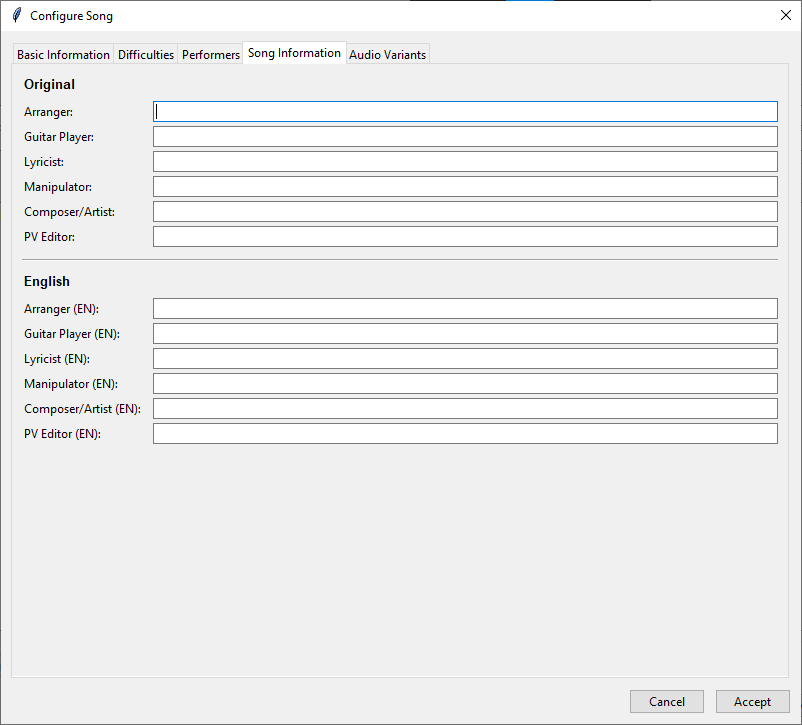 Configure Song
Basic Information Difficulties Performers Song Information Audio Variants
Original
Arranger:
Guitar Player:
Lyricist:
Manipulator:
Composer/Artist:
PV Editor:
English
Arranger (EN):
Guitar Player (EN):
Lyricist (EN):
Manipulator (EN):
Composer/Artist (EN):
PV Editor (EN):
Cancel Accept